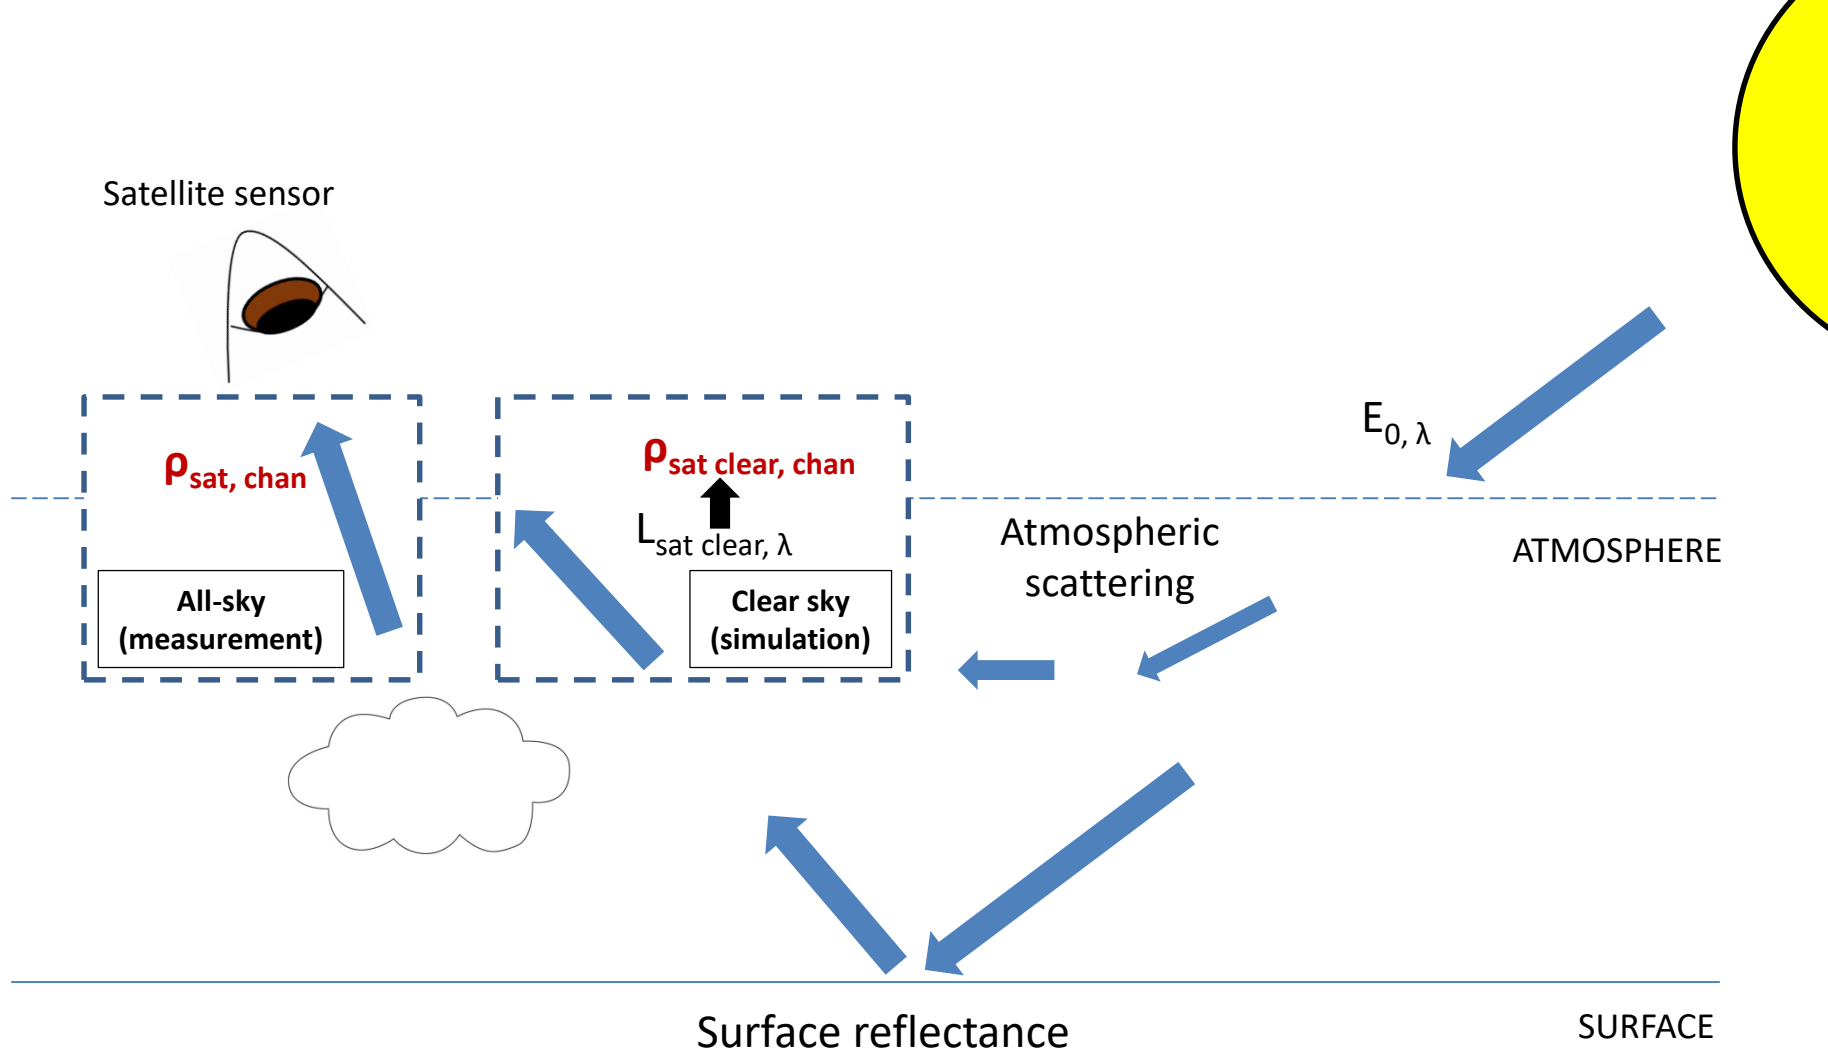 Satellite sensor
E0, λ
ρsat, chan
ρsat clear, chan
Lsat clear, λ
Atmospheric
scattering
ATMOSPHERE
All-sky
(measurement)
Clear sky
(simulation)
Surface reflectance
SURFACE